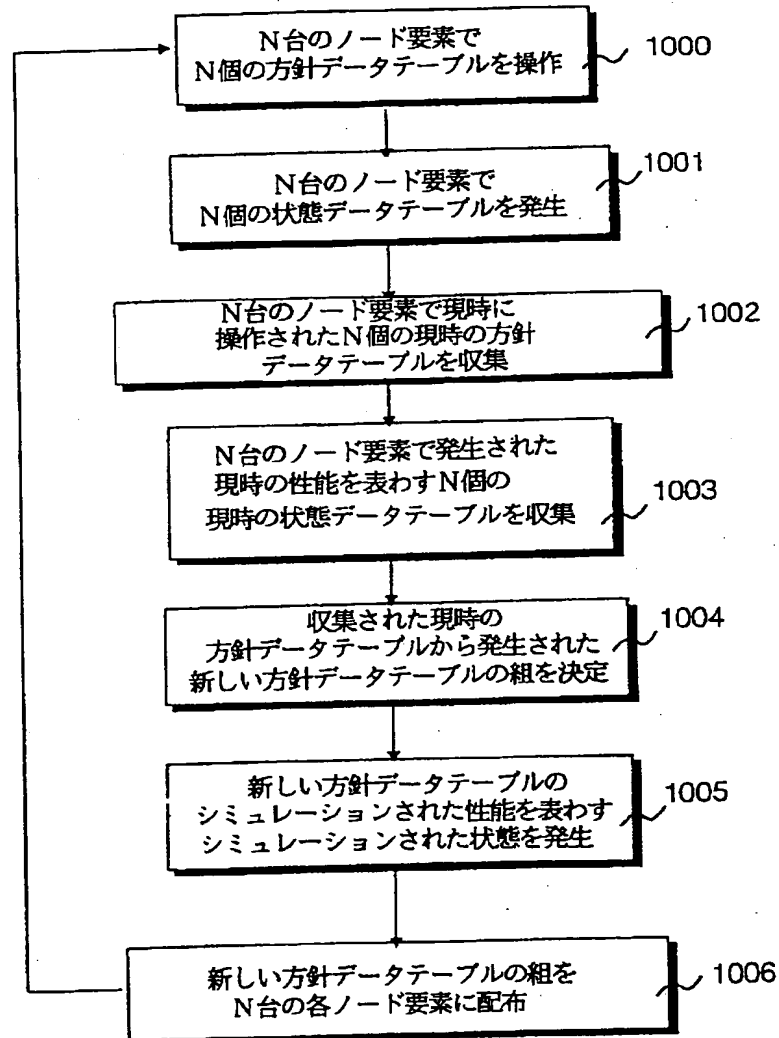 N台のノード要素で
N個の方針データテーブルを操作
1000
N台のノード要素で
N個の状態データテーブルを発生
1001
N台のノード要素で現時に
操作されたN個の現時の方針
データテーブルを収集
1002
N台のノード要素で発生された
現時の性能を表わすN個の
現時の状態データテーブルを収集
1003
収集された現時の
方針データテーブルから発生された
新しい方針データテーブルの組を決定
1004
新しい方針データテーブルの
シミュレーションされた性能を表わす
シミュレーションされた状態を発生
1005
新しい方針データテーブルの組を
N台の各ノード要素に配布
1006